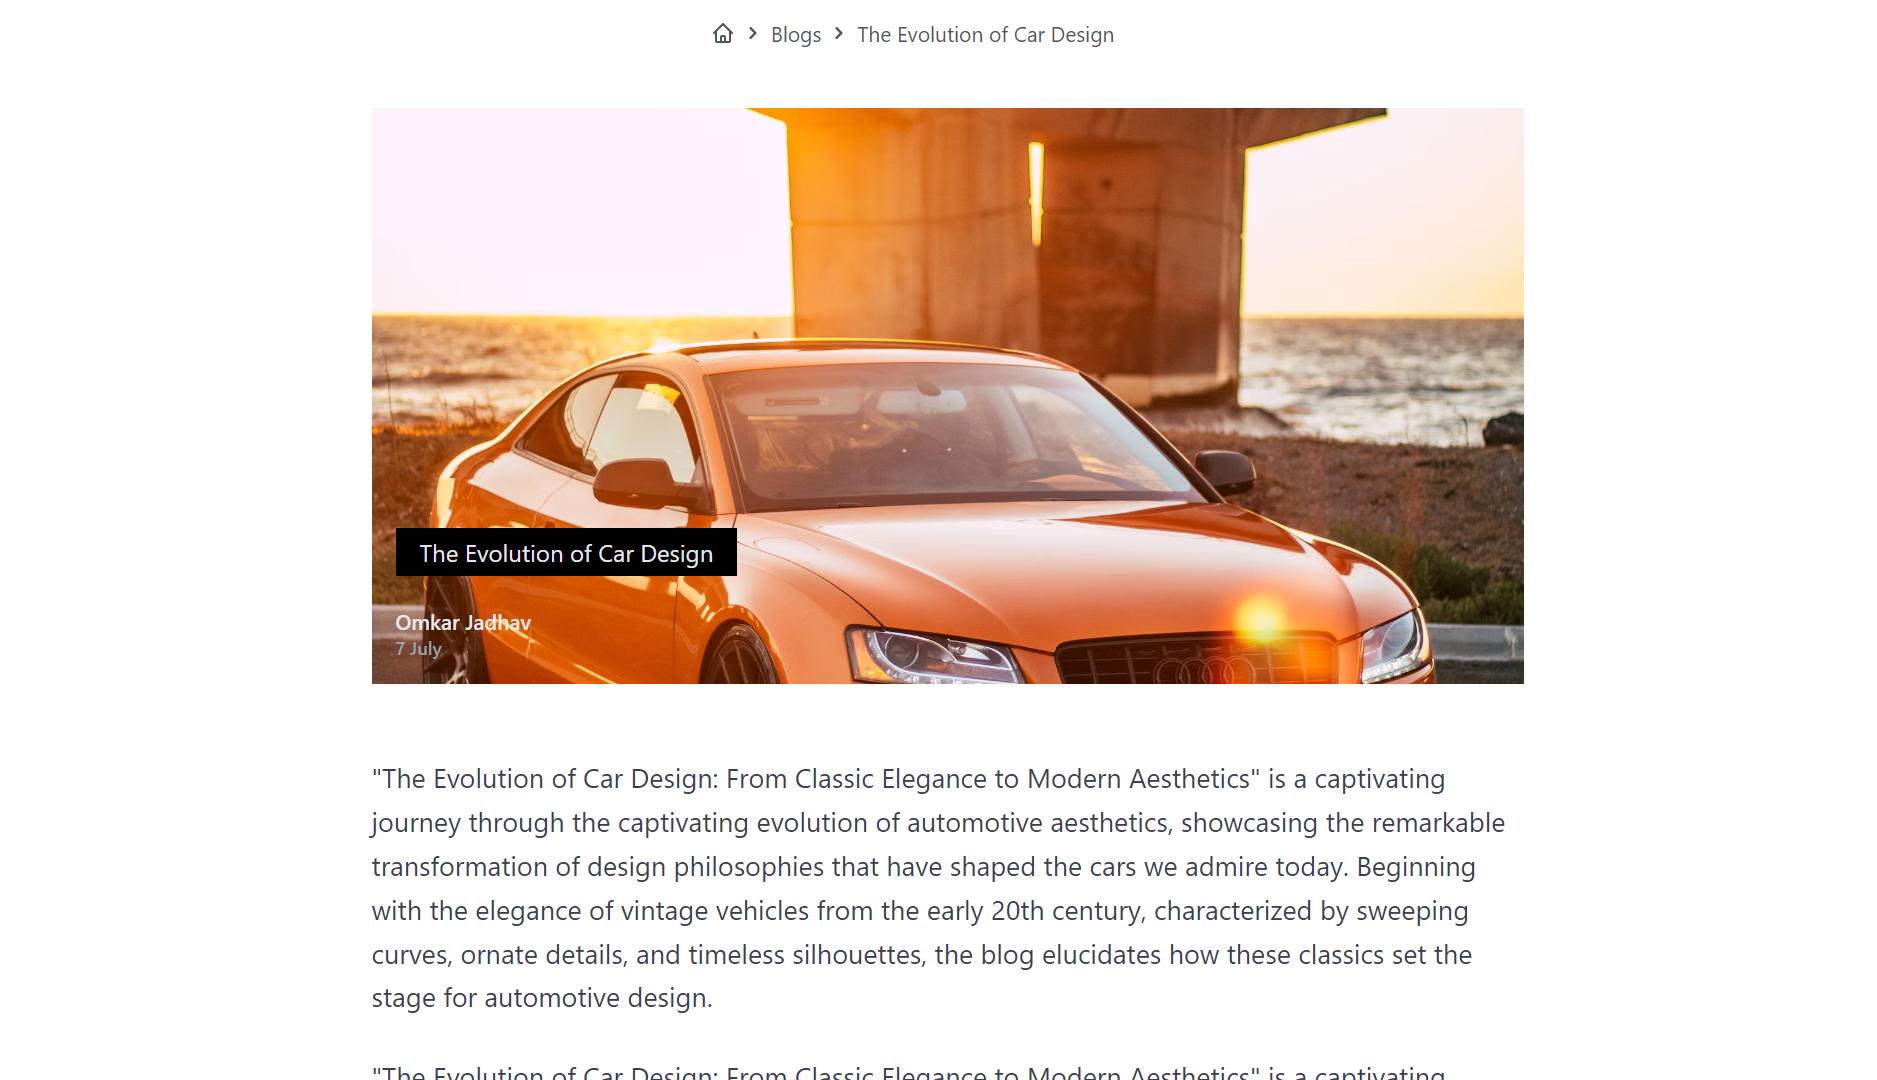 Blogs
The Evolution of Car Design
The Evolution of Car Design
Omkar Jadhav
7 July
"The Evolution of Car Design: From Classic Elegance to Modern Aesthetics" is a captivating
journey through the captivating evolution of automotive aesthetics, showcasing the remarkable
transformation of design philosophies that have shaped the cars we admire today. Beginning
with the elegance of vintage vehicles from the early 20th century, characterized by sweeping
curves, ornate details, and timeless silhouettes, the blog elucidates how these classics set the
stage for automotive design.
"The Evolution of Car Design: From Classic Elegance to Modern Aesthetics" is a captivating